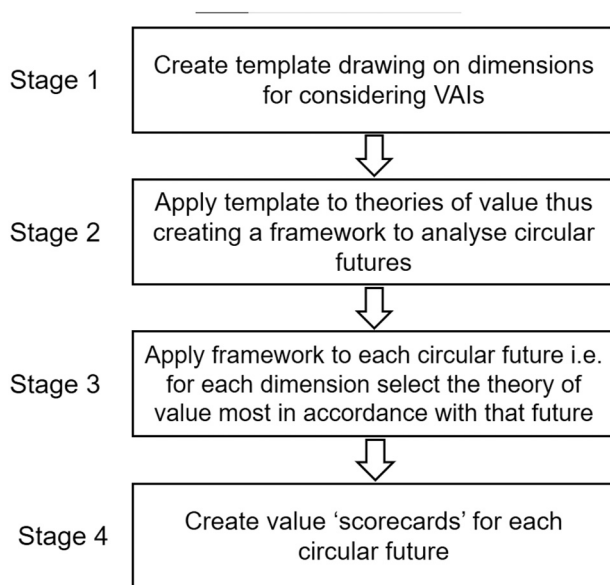 Stage 1
Create template drawing on dimensions
for considering VAIs
Stage 2
Apply template to theories of value thus
creating a framework to analyse circular
futures
Stage 3
Apply framework to each circular future i.e.
for each dimension select the theory of
value most in accordance with that future
Stage 4
Create value ‘scorecards’ for each
circular future